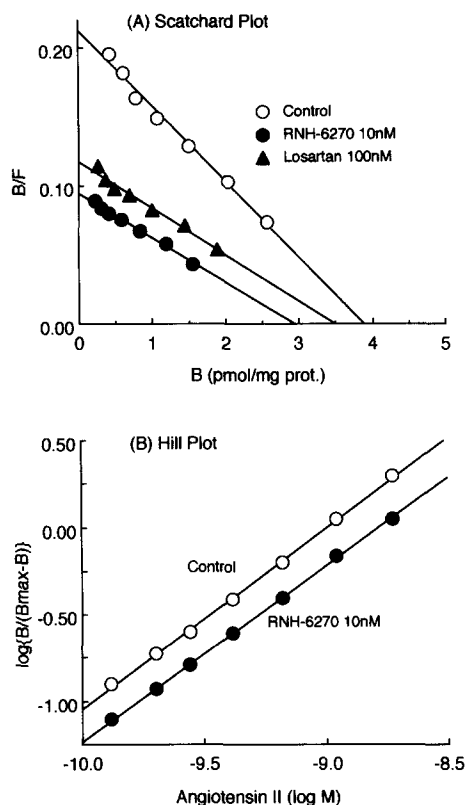 (A) Scatchard Plot
0.20
0.10
0.00
B/F
Control
RNH-6270 10nM
Losartan 100nM
0 1 2 3 4 5
B (pmol/mg prot.)
(B) Hill Plot
0.50
0.00
-0.50
-1.00
log{B/(Bmax-B)}
Control
RNH-6270 10nM
-10.0 -9.5 -9.0 -8.5
Angiotensin II (log M)